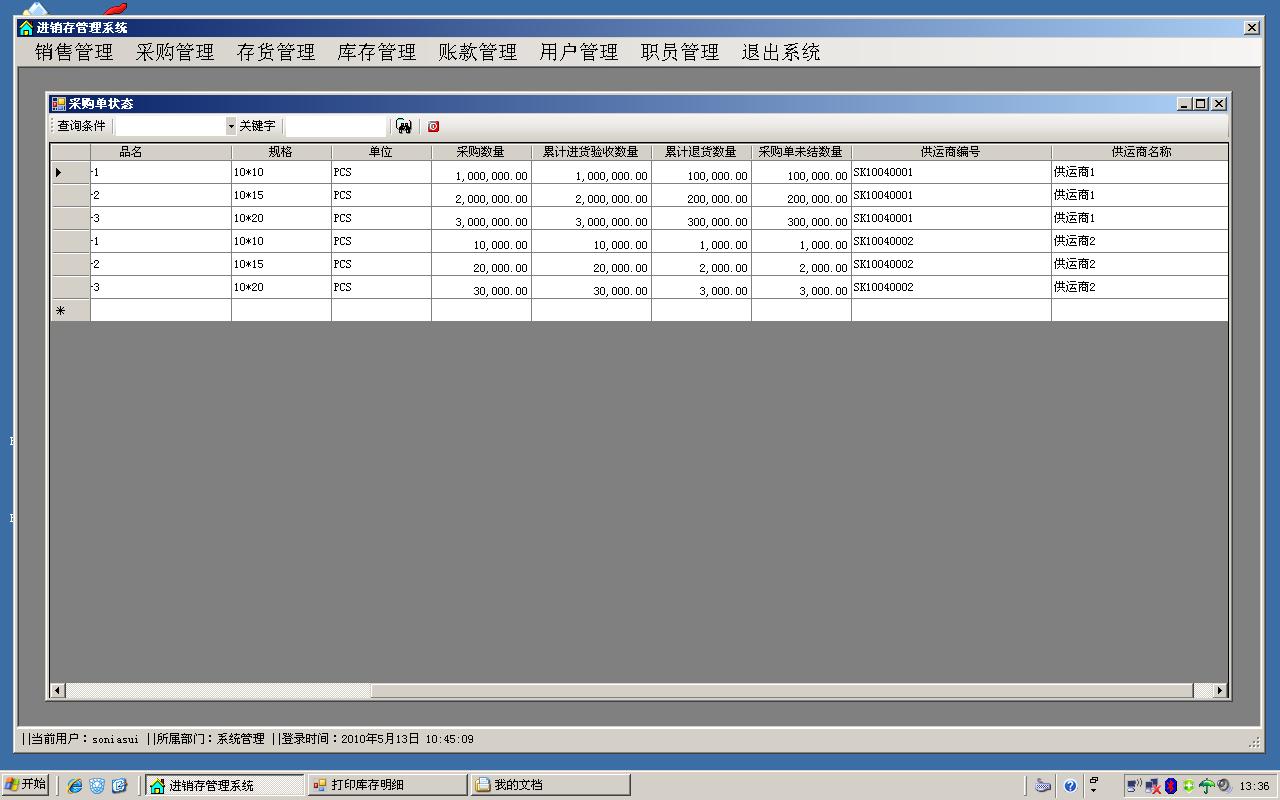 进销存管理系统
销售管理 采购管理 存货管理 库存管理 账款管理 用户管理 职员管理 退出系统
采购单状态
查询条件 关键字
品名 规格 单位 采购数量 累计进货验收数量 累计退货数量 采购单未结数量 供运商编号 供运商名称
-1 10*10 PCS 1,000,000.00 1,000,000.00 100,000.00 100,000.00 SK10040001 供运商1
-2 10*15 PCS 2,000,000.00 2,000,000.00 200,000.00 200,000.00 SK10040001 供运商1
-3 10*20 PCS 3,000,000.00 3,000,000.00 300,000.00 300,000.00 SK10040001 供运商1
-1 10*10 PCS 10,000.00 10,000.00 1,000.00 1,000.00 SK10040002 供运商2
-2 10*15 PCS 20,000.00 20,000.00 2,000.00 2,000.00 SK10040002 供运商2
-3 10*20 PCS 30,000.00 30,000.00 3,000.00 3,000.00 SK10040002 供运商2
||当前用户：soniasui ||所属部门：系统管理 ||登录时间：2010年5月13日 10:45:09
开始 进销存管理系统 打印库存明细 我的文档 13:36